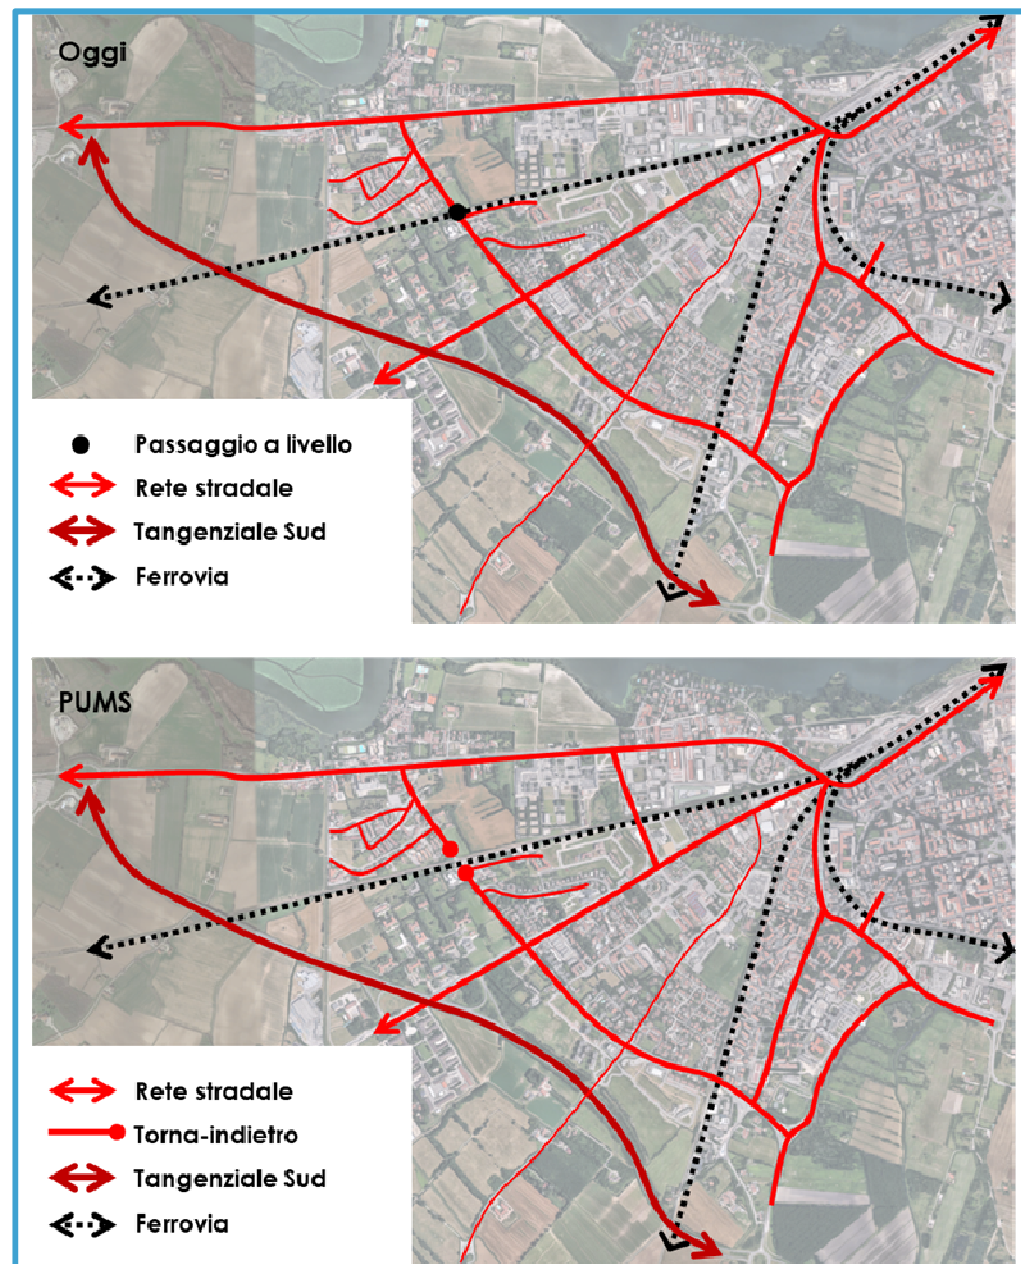 Oggi
Passaggio a livello
Rete stradale
Tangenziale Sud
Ferrovia
PUMS
Rete stradale
Torna-indietro
Tangenziale Sud
Ferrovia